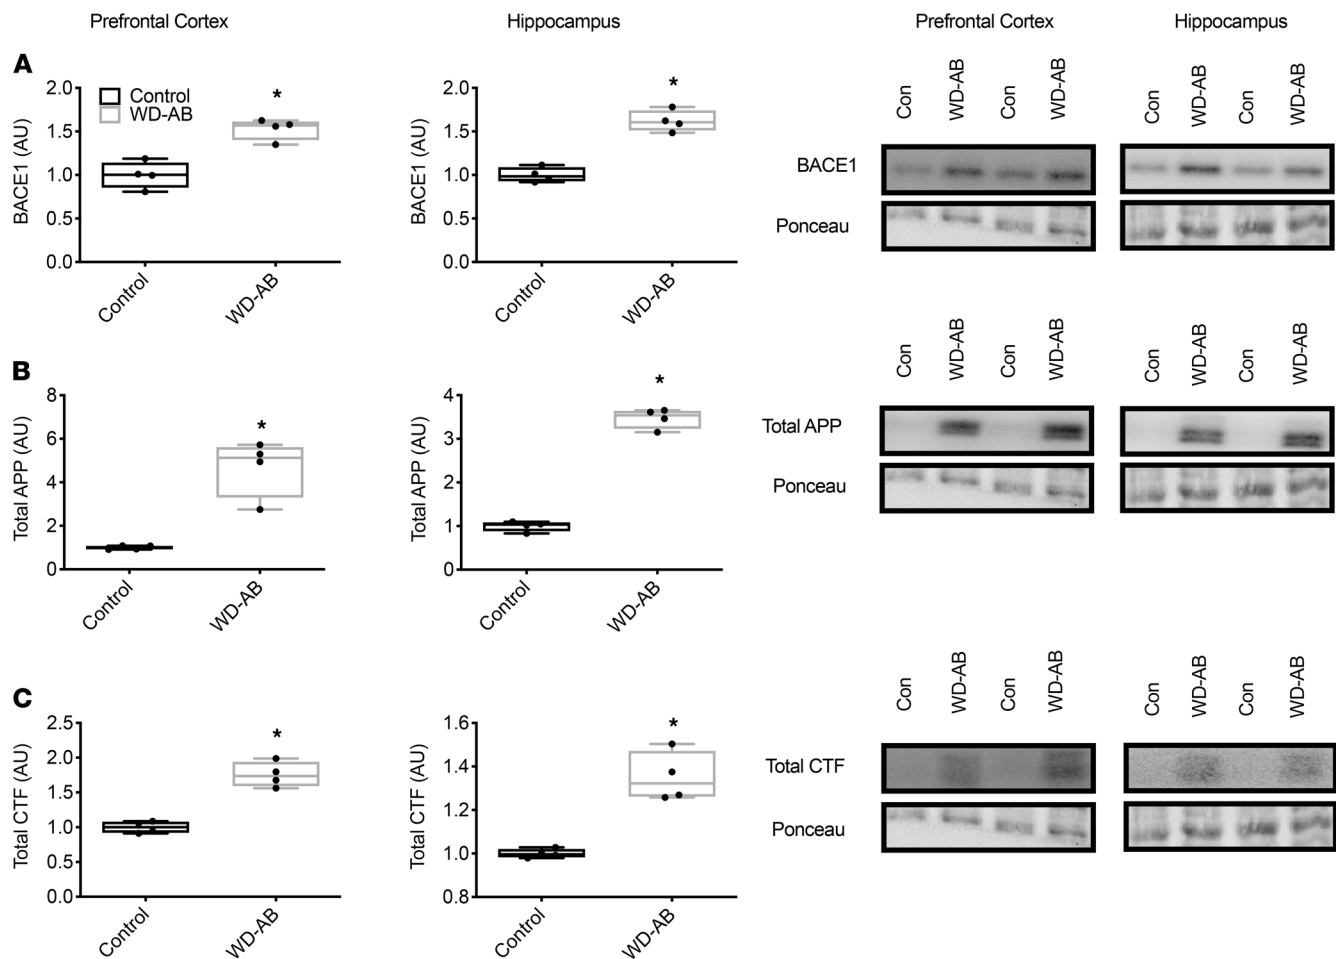 Prefrontal Cortex
Hippocampus
Prefrontal Cortex
Hippocampus
A
BACE1 (AU)
2.0
1.5
1.0
0.5
0.0
Control
WD-AB
*
Control
WD-AB
BACE1 (AU)
2.0
1.5
1.0
0.5
0.0
*
Control
WD-AB
Con
WD-AB
Con
WD-AB
Con
WD-AB
Con
WD-AB
BACE1
Ponceau
B
Total APP (AU)
8
6
4
2
0
*
Control
WD-AB
Total APP (AU)
4
3
2
1
0
*
Control
WD-AB
Con
WD-AB
Con
WD-AB
Con
WD-AB
Con
WD-AB
Total APP
Ponceau
C
Total CTF (AU)
2.5
2.0
1.5
1.0
0.5
0.0
*
Control
WD-AB
Total CTF (AU)
1.6
1.4
1.2
1.0
0.8
*
Control
WD-AB
Con
WD-AB
Con
WD-AB
Con
WD-AB
Con
WD-AB
Total CTF
Ponceau